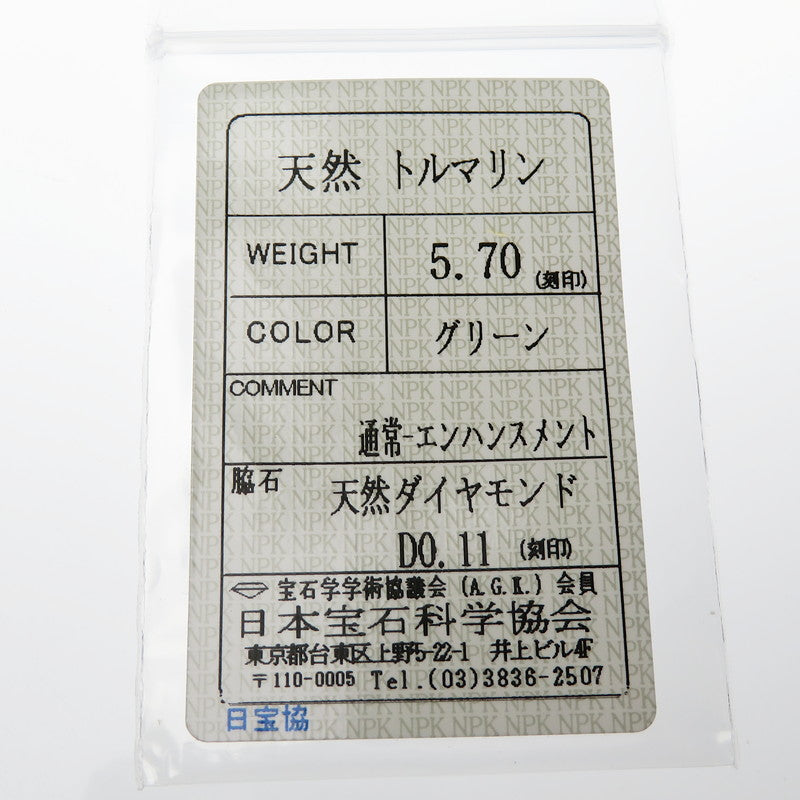 天然 トルマリン
WEIGHT 5.70 (刻印)
COLOR グリーン
COMMENT
通常-エンハンスメント
脇石 天然ダイヤモンド
D0.11 (刻印)
宝石学学術協議会 (A.G.K.) 会員
日本宝石科学協会
東京都台東区上野5-22-1 井上ビル4F
〒110-0005 Tel.(03)3836-2507
日宝協